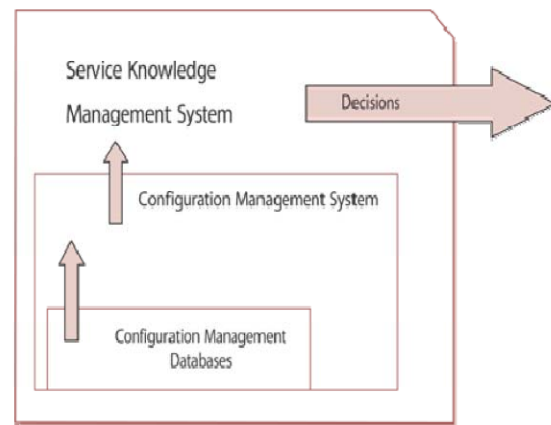 Service Knowledge
Management System
Decisions
Configuration Management System
Configuration Management
Databases